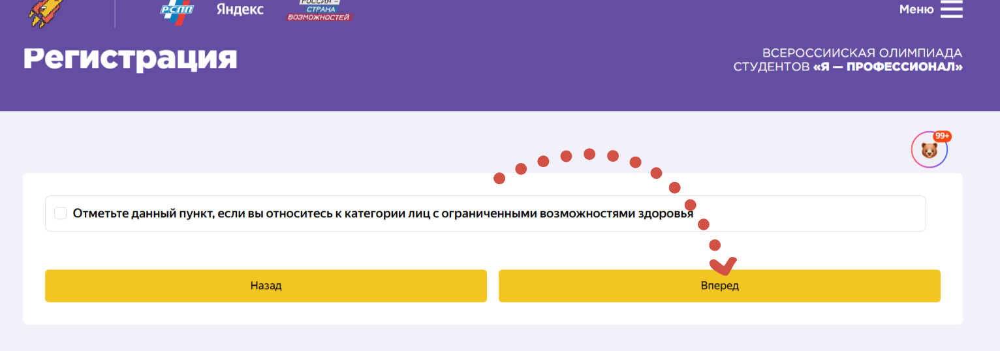 РСПП
Яндекс
РОССИЯ –
СТРАНА
ВОЗМОЖНОСТЕЙ
Меню
Регистрация
ВСЕРОССИЙСКАЯ ОЛИМПИАДА
СТУДЕНТОВ «Я — ПРОФЕССИОНАЛ»
99+
Отметьте данный пункт, если вы относитесь к категории лиц с ограниченными возможностями здоровья
Назад
Вперед